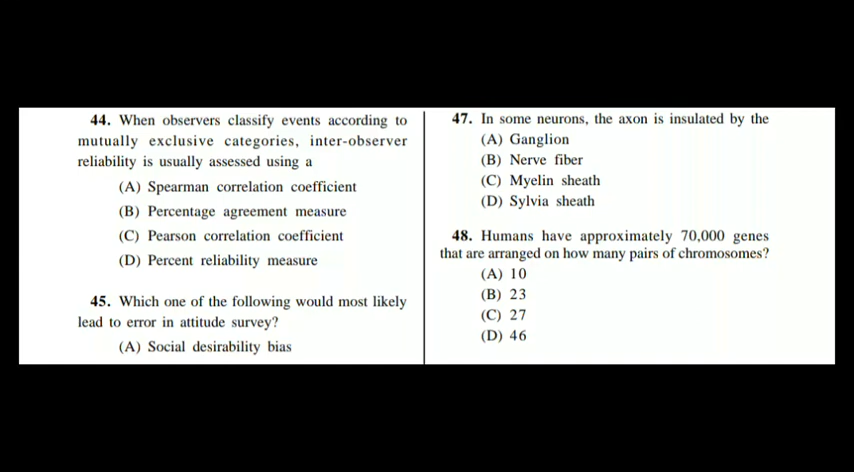 44. When observers classify events according to
mutually exclusive categories, inter-observer
reliability is usually assessed using a
(A) Spearman correlation coefficient
(B) Percentage agreement measure
(C) Pearson correlation coefficient
(D) Percent reliability measure
45. Which one of the following would most likely
lead to error in attitude survey?
(A) Social desirability bias
47. In some neurons, the axon is insulated by the
(A) Ganglion
(B) Nerve fiber
(C) Myelin sheath
(D) Sylvia sheath
48. Humans have approximately 70,000 genes
that are arranged on how many pairs of chromosomes?
(A) 10
(B) 23
(C) 27
(D) 46